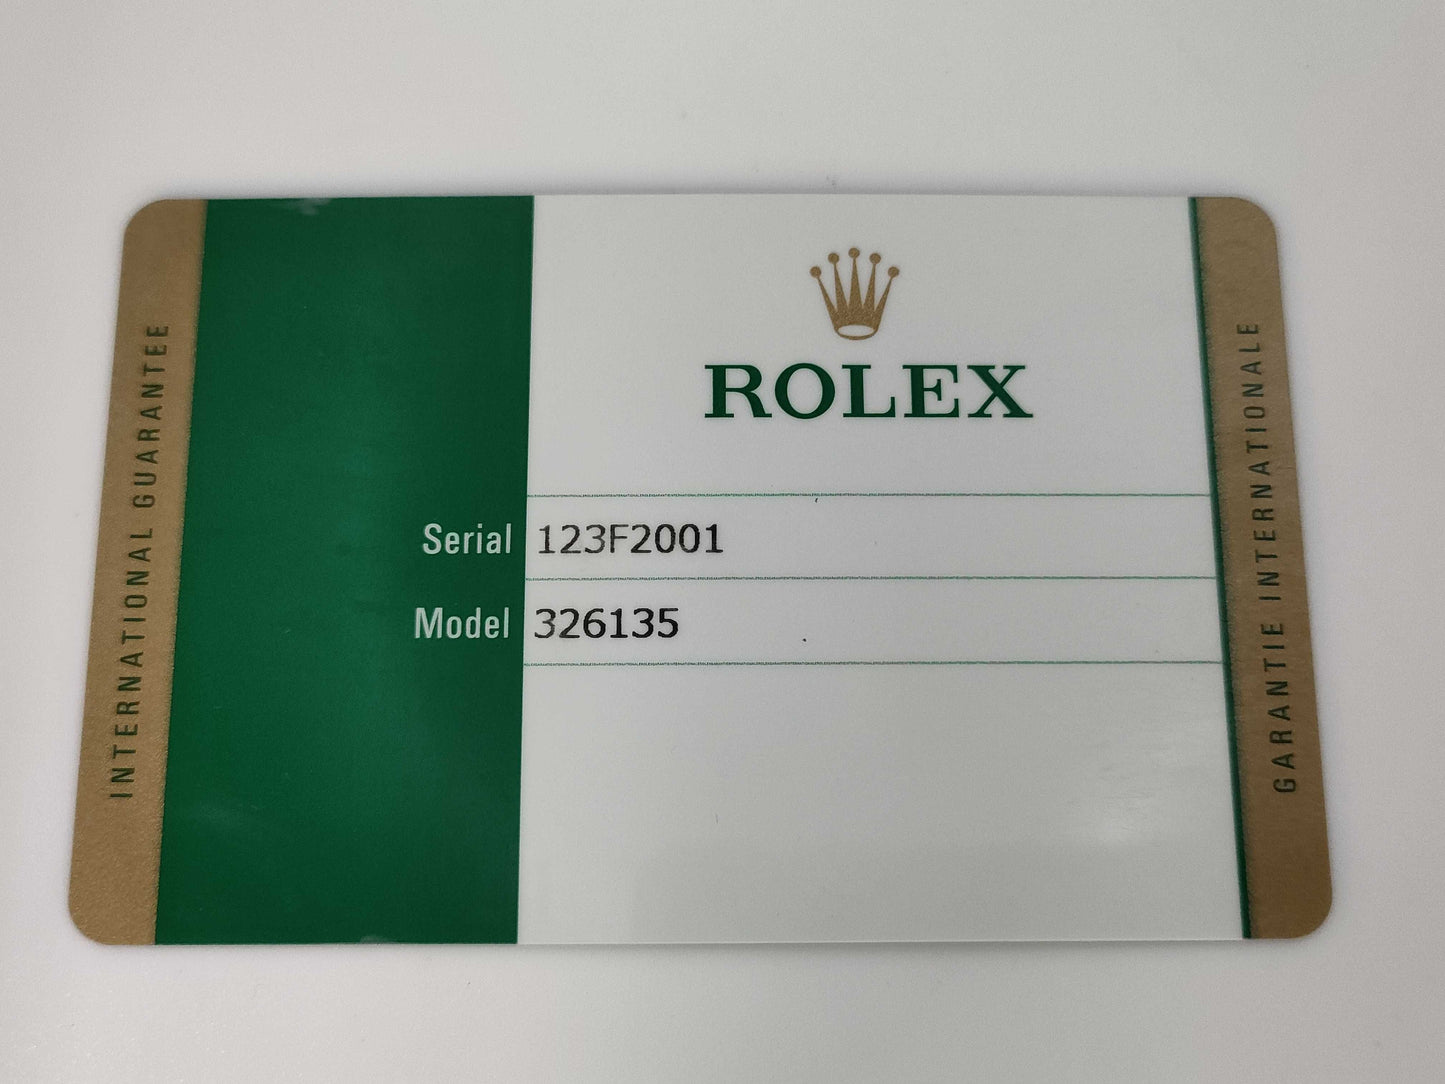 INTERNATIONAL GUARANTEE
ROLEX
Serial 123F2001
Model 326135
GARANTIE INTERNATIONALE